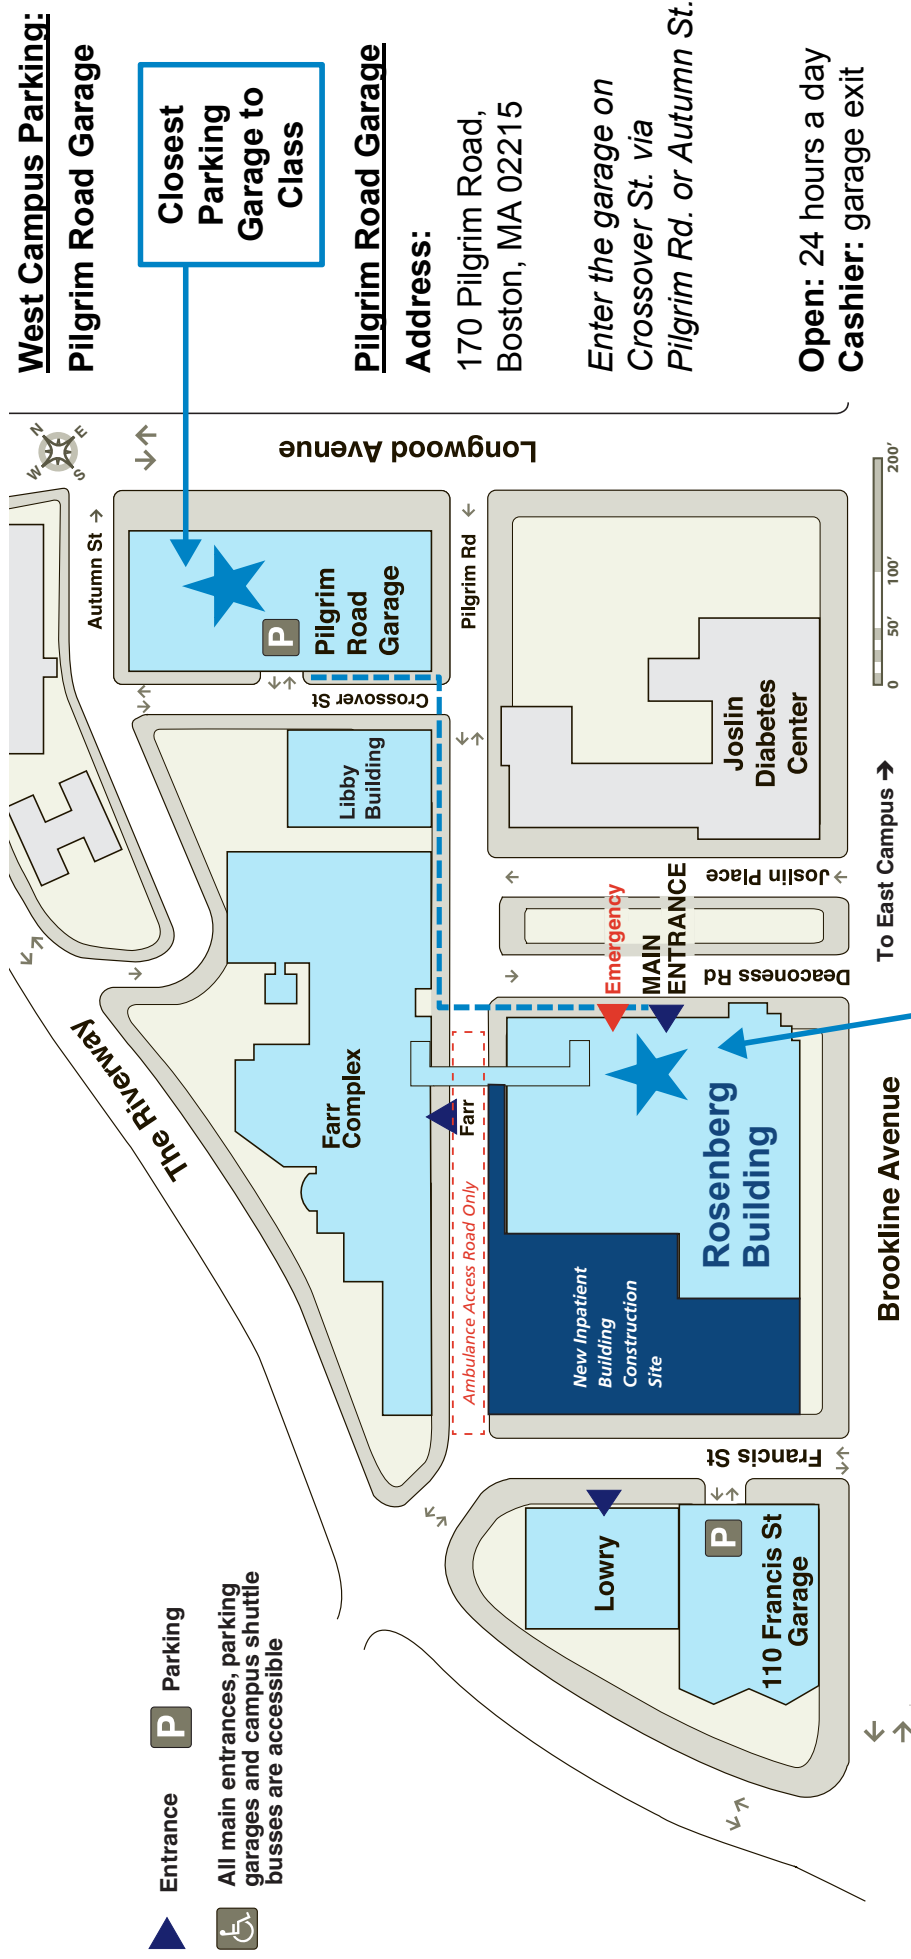 West Campus Parking:
Pilgrim Road Garage
Closest
Parking
Garage to
Class
Pilgrim Road Garage
Address:
170 Pilgrim Road,
Boston, MA 02215
Enter the garage on
Crossover St. via
Pilgrim Rd. or Autumn St.
Open: 24 hours a day
Cashier: garage exit
N
E
S
W
Longwood Avenue
Autumn St →
Pilgrim
Road
Garage
P
Pilgrim Rd
Crossover St
Libby
Building
Joslin
Diabetes
Center
0
50'
100'
200'
To East Campus →
Joslin Place
Deaconess Rd
Emergency
MAIN
ENTRANCE
The Riverway
Farr
Complex
Farr
Ambulance Access Road Only
Rosenberg
Building
New Inpatient
Building
Construction
Site
Brookline Avenue
Francis St
Lowry
P
110 Francis St
Garage
Entrance
P Parking
All main entrances, parking
garages and campus shuttle
busses are accessible